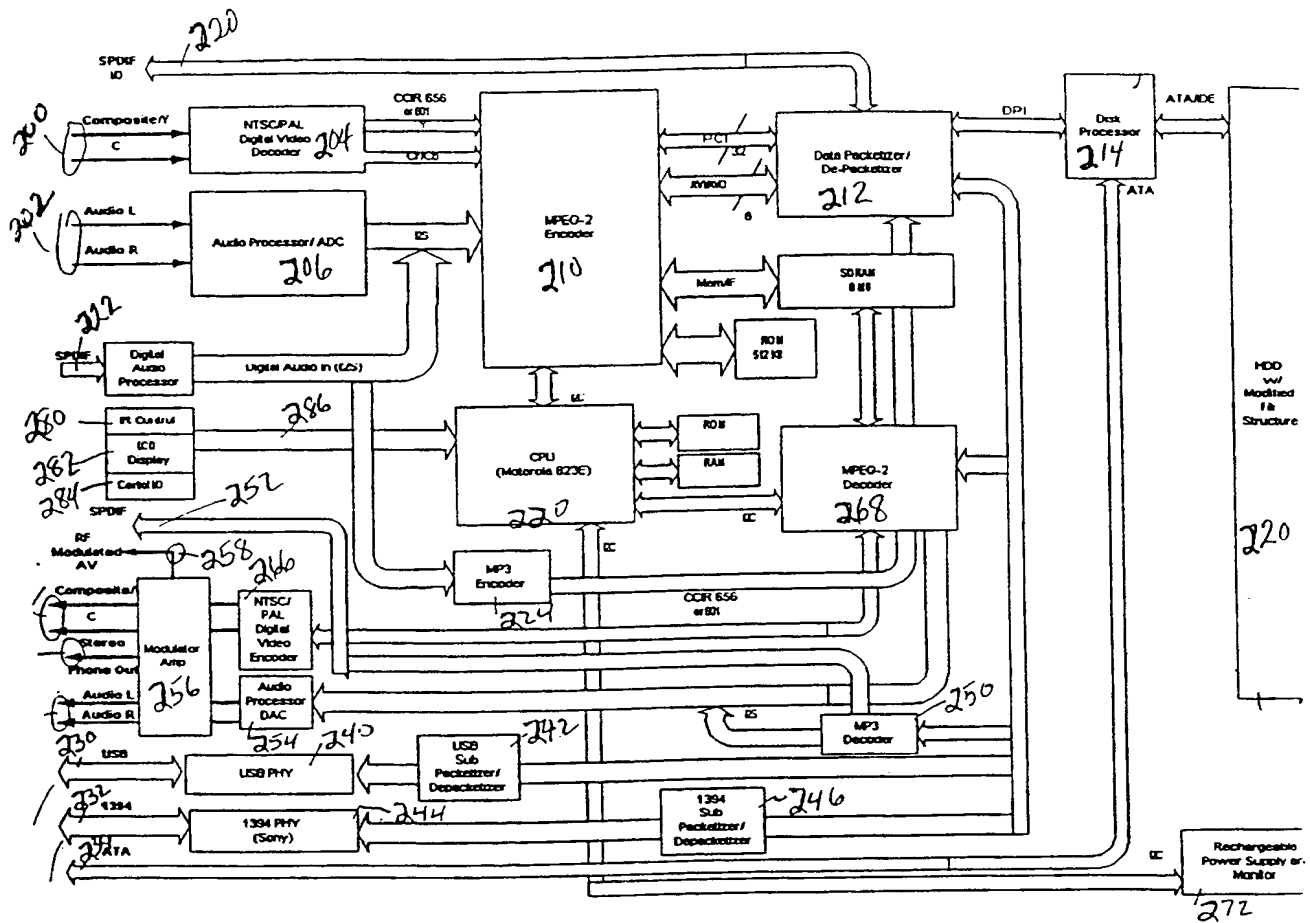 220
SPDIF
I/O
200
Composite/Y
C
NTSC/PAL
Digital Video
Decoder
204
CCIR 656
or 601
Cr/Cb
202
Audio L
Audio R
Audio Processor/ ADC
206
I2S
MPEG-2
Encoder
210
PCI
32
6
Data Packetizer/
De-Packetizer
212
DPI
Disk
Processor
214
ATA/IDE
ATA
Mem/IF
SDRAM
8 MB
ROM
512 KB
222
SPDIF
Digital
Audio
Processor
Digital Audio In (I2S)
280
IR Control
282
LCD
Display
284
286
CPU
(Motorola 823E)
220
ROM
RAM
MPEG-2
Decoder
268
HDD
w/
Modified
File
Structure
220
SPDIF
252
RF
Modulated
AV
258
266
Composite/
C
Stereo
Phone Out
Audio L
Audio R
Modulator
Amp
256
NTSC/
PAL
Digital
Video
Encoder
Audio
Processor
DAC
254
MP3
Encoder
224
CCIR 656
or 601
MP3
Decoder
250
230
USB
USB PHY
240
USB
Sub
Packetizer/
Depacketizer
242
232
1394
1394 PHY
(Sony)
244
1394
Sub
Packetizer/
Depacketizer
246
ATA
Rechargeable
Power Supply
Monitor
272